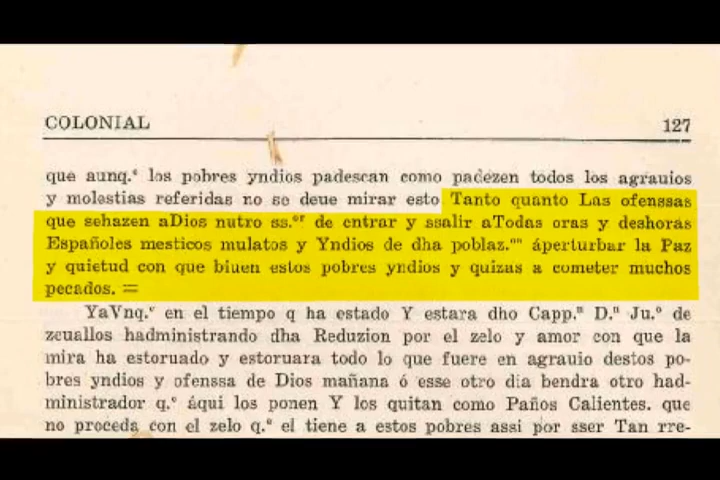 COLONIAL 127
que aunq.ᵉ los pobres yndios padescan como padezen todos los agrauios
y molestias referidas no se deue mirar esto Tanto quanto Las ofenssas
que sehazen aDios nutro ss.ᵒʳ de entrar y ssalir aTodas oras y deshoras
Españoles mesticos mulatos y Yndios de dha poblaz.ᵒⁿ áperturbar la Paz
y quietud con que biuen estos pobres yndios y quizas a cometer muchos
pecados. =
YaVnq.ᵉ en el tiempo q ha estado Y estara dho Capp.ⁿ D.ⁿ Ju.º de
zeuallos hadministrando dha Reduzion por el zelo y amor con que la
mira ha estoruado y estoruara todo lo que fuere en agrauio destos po-
bres yndios y ofenssa de Dios mañana ó esse otro dia bendra otro had-
ministrador q.ᵉ áqui los ponen Y los quitan como Paños Calientes. que
no proceda con el zelo q.ᵉ el tiene a estos pobres assi por sser Tan rre-